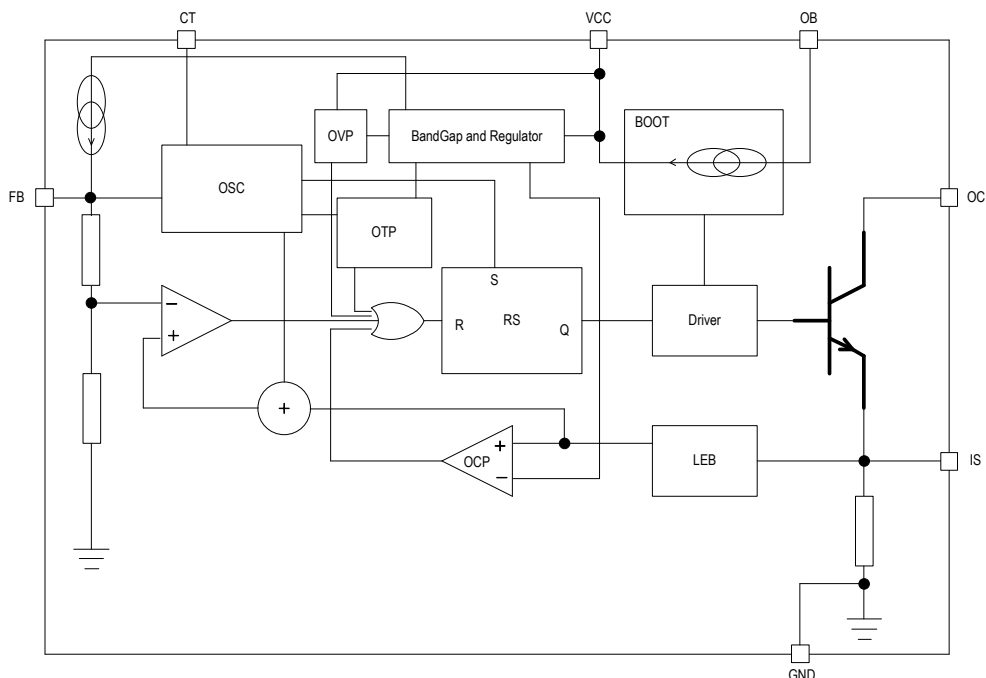 CT
VCC
OB
BOOT
OVP
BandGap and Regulator
OSC
FB
OC
OTP
S
R
RS
Q
Driver
−
+
+
+
OCP
−
LEB
IS
GND